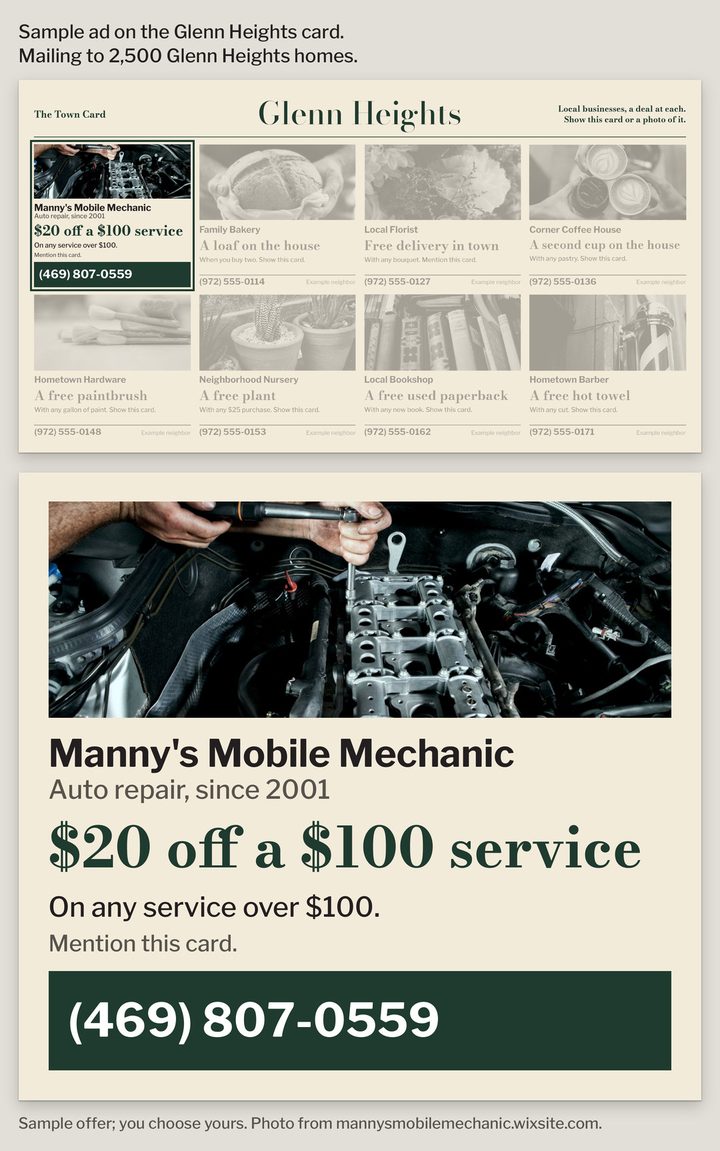 Sample ad on the Glenn Heights card.
Mailing to 2,500 Glenn Heights homes.
The Town Card
Glenn Heights
Local businesses, a deal at each.
Show this card or a photo of it.
Manny's Mobile Mechanic
Auto repair, since 2001
$20 off a $100 service
On any service over $100.
Mention this card.
(469) 807-0559
Family Bakery
A loaf on the house
When you buy two. Show this card.
(972) 555-0114
Example neighbor
Local Florist
Free delivery in town
With any bouquet. Mention this card.
(972) 555-0127
Example neighbor
Corner Coffee House
A second cup on the house
With any pastry. Show this card.
(972) 555-0136
Example neighbor
Hometown Hardware
A free paintbrush
With any gallon of paint. Show this card.
(972) 555-0148
Example neighbor
Neighborhood Nursery
A free plant
With any $25 purchase. Show this card.
(972) 555-0153
Example neighbor
Local Bookshop
A free used paperback
With any new book. Show this card.
(972) 555-0162
Example neighbor
Hometown Barber
A free hot towel
With any cut. Show this card.
(972) 555-0171
Example neighbor
Manny's Mobile Mechanic
Auto repair, since 2001
$20 off a $100 service
On any service over $100.
Mention this card.
(469) 807-0559
Sample offer; you choose yours. Photo from mannysmobilemechanic.wixsite.com.